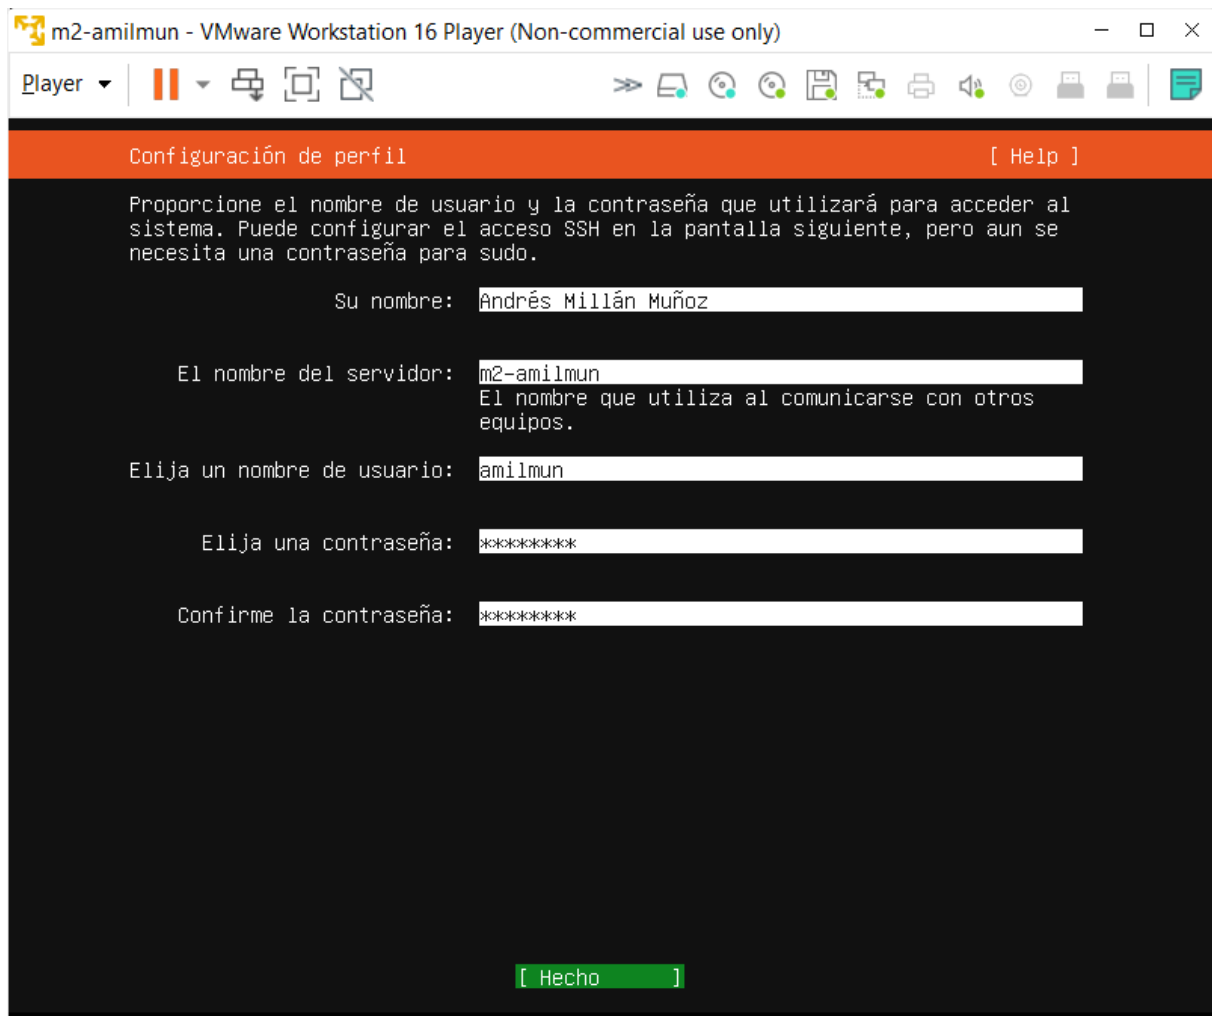 m2-amilmun - VMware Workstation 16 Player (Non-commercial use only)
Player
Configuración de perfil [ Help ]
Proporcione el nombre de usuario y la contraseña que utilizará para acceder al
sistema. Puede configurar el acceso SSH en la pantalla siguiente, pero aun se
necesita una contraseña para sudo.
Su nombre: Andrés Millán Muñoz
El nombre del servidor: m2-amilmun
El nombre que utiliza al comunicarse con otros
equipos.
Elija un nombre de usuario: amilmun
Elija una contraseña: ********
Confirme la contraseña: ********
[ Hecho ]